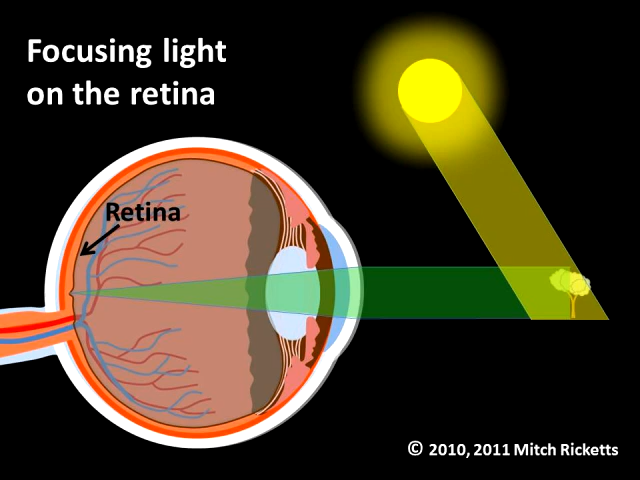 Focusing light
on the retina
Retina
© 2010, 2011 Mitch Ricketts